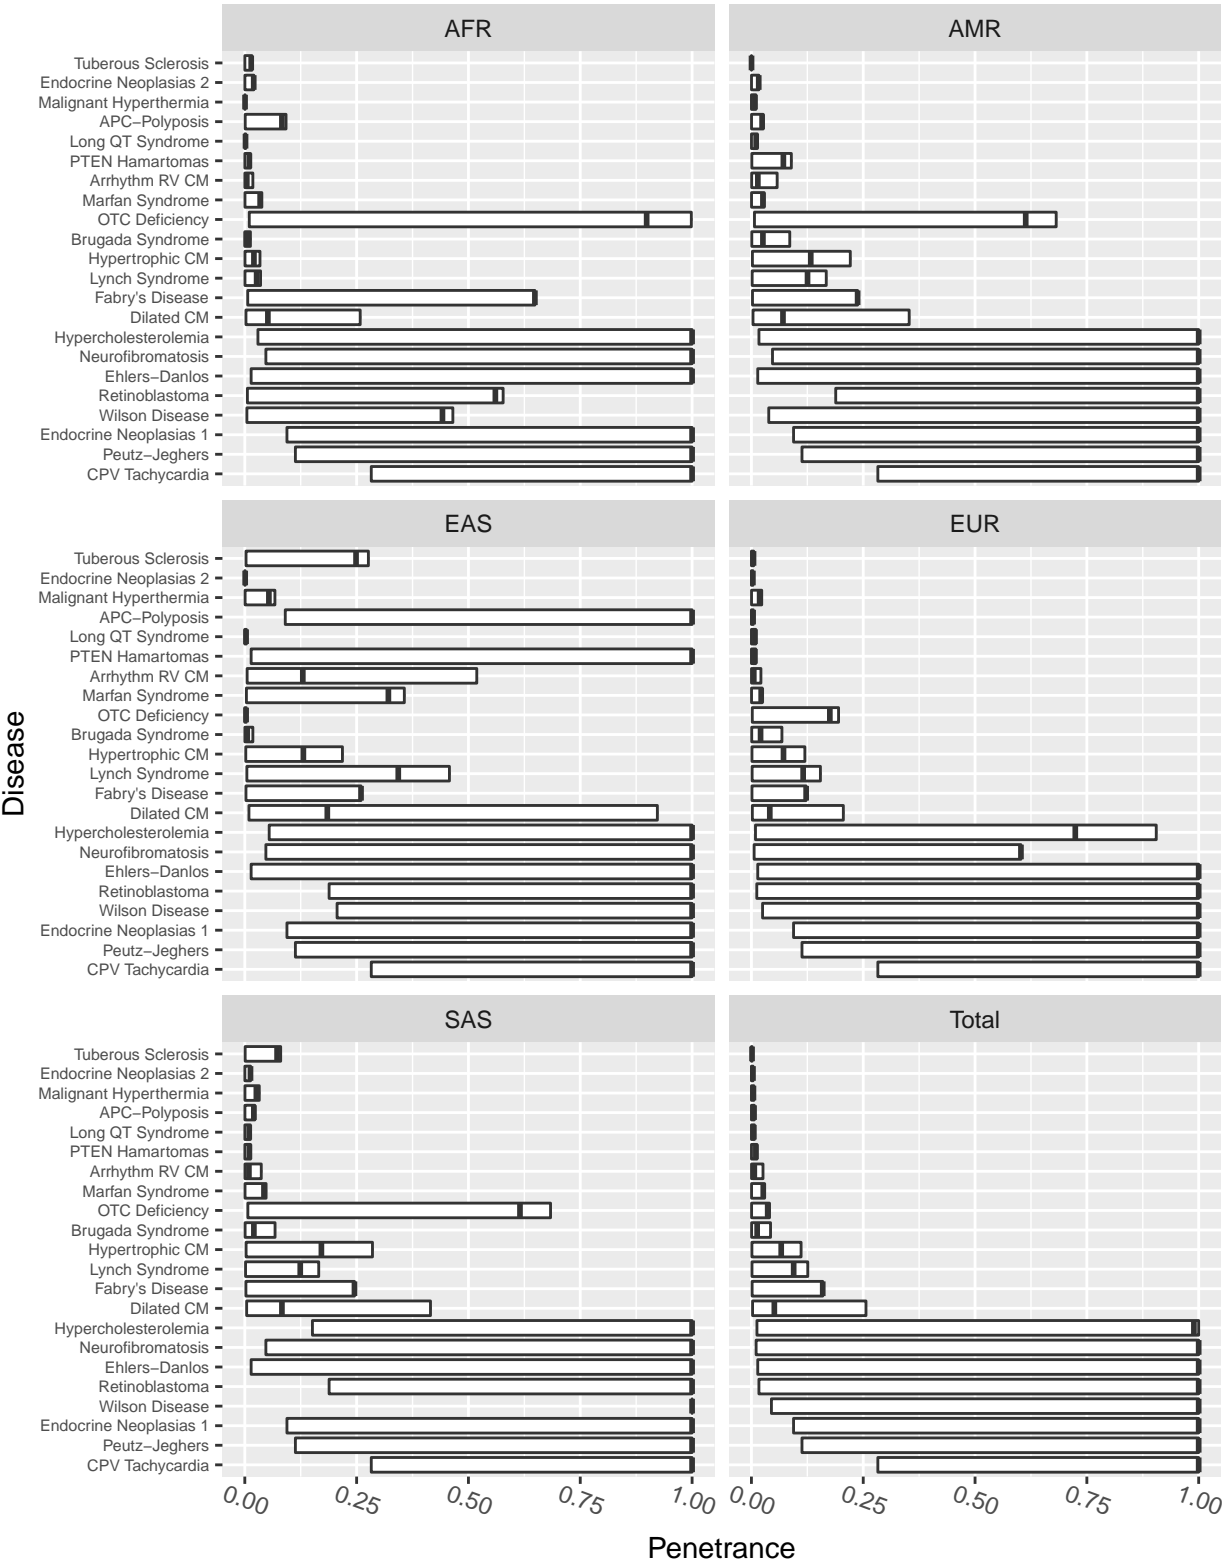 AFR
AMR
Tuberous Sclerosis
Endocrine Neoplasias 2
Malignant Hyperthermia
APC−Polyposis
Long QT Syndrome
PTEN Hamartomas
Arrhythm RV CM
Marfan Syndrome
OTC Deficiency
Brugada Syndrome
Hypertrophic CM
Lynch Syndrome
Fabry's Disease
Dilated CM
Hypercholesterolemia
Neurofibromatosis
Ehlers−Danlos
Retinoblastoma
Wilson Disease
Endocrine Neoplasias 1
Peutz−Jeghers
CPV Tachycardia
EAS
EUR
Tuberous Sclerosis
Endocrine Neoplasias 2
Malignant Hyperthermia
APC−Polyposis
Long QT Syndrome
PTEN Hamartomas
Arrhythm RV CM
Marfan Syndrome
OTC Deficiency
Brugada Syndrome
Hypertrophic CM
Lynch Syndrome
Fabry's Disease
Dilated CM
Hypercholesterolemia
Neurofibromatosis
Ehlers−Danlos
Retinoblastoma
Wilson Disease
Endocrine Neoplasias 1
Peutz−Jeghers
CPV Tachycardia
Disease
SAS
Total
Tuberous Sclerosis
Endocrine Neoplasias 2
Malignant Hyperthermia
APC−Polyposis
Long QT Syndrome
PTEN Hamartomas
Arrhythm RV CM
Marfan Syndrome
OTC Deficiency
Brugada Syndrome
Hypertrophic CM
Lynch Syndrome
Fabry's Disease
Dilated CM
Hypercholesterolemia
Neurofibromatosis
Ehlers−Danlos
Retinoblastoma
Wilson Disease
Endocrine Neoplasias 1
Peutz−Jeghers
CPV Tachycardia
0.00 0.25 0.50 0.75 1.00
0.00 0.25 0.50 0.75 1.00
Penetrance